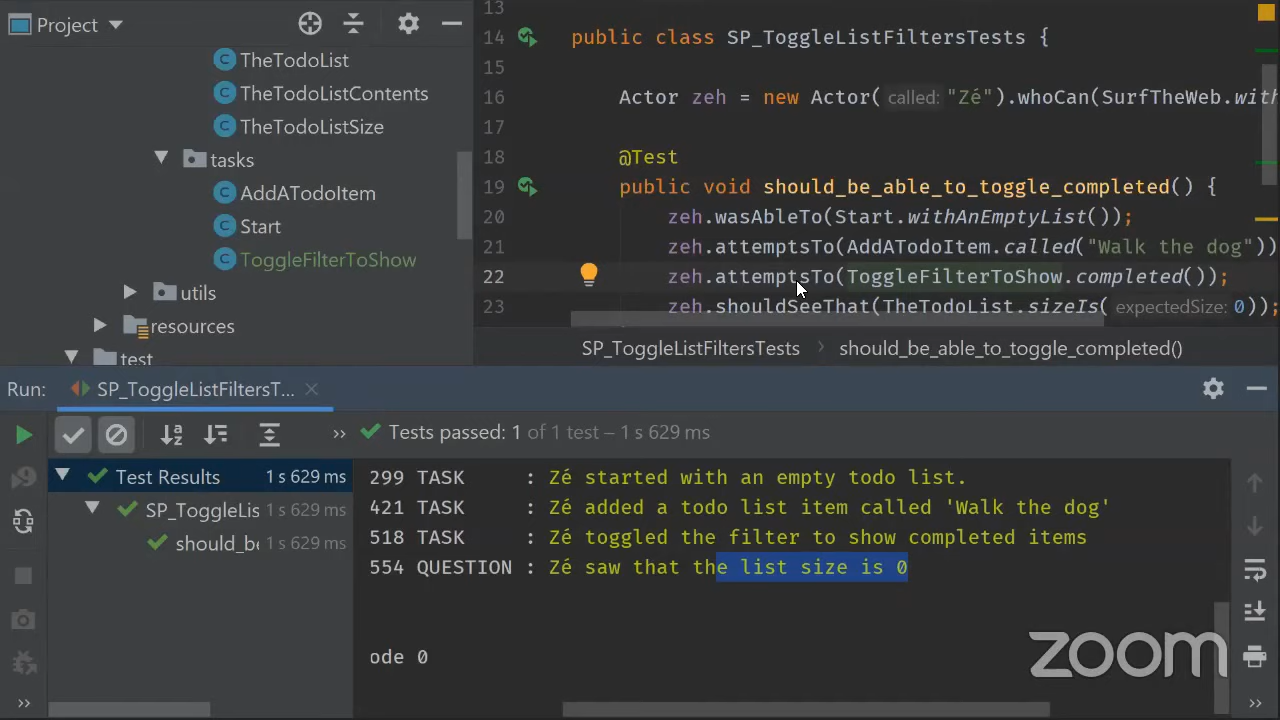 Project
TheTodoList
TheTodoListContents
TheTodoListSize
tasks
AddATodoItem
Start
ToggleFilterToShow
utils
resources
test
13
14 public class SP_ToggleListFiltersTests {
15
16 Actor zeh = new Actor( called: "Zé").whoCan(SurfTheWeb.with
17
18 @Test
19 public void should_be_able_to_toggle_completed() {
20 zeh.wasAbleTo(Start.withAnEmptyList());
21 zeh.attemptsTo(AddATodoItem.called("Walk the dog"))
22 zeh.attemptsTo(ToggleFilterToShow.completed());
23 zeh.shouldSeeThat(TheTodoList.sizeIs( expectedSize: 0));
SP_ToggleListFiltersTests › should_be_able_to_toggle_completed()
Run: SP_ToggleListFiltersT...
Tests passed: 1 of 1 test – 1 s 629 ms
Test Results 1 s 629 ms
SP_ToggleLis 1 s 629 ms
should_be 1 s 629 ms
299 TASK : Zé started with an empty todo list.
421 TASK : Zé added a todo list item called 'Walk the dog'
518 TASK : Zé toggled the filter to show completed items
554 QUESTION : Zé saw that the list size is 0
ode 0
zoom